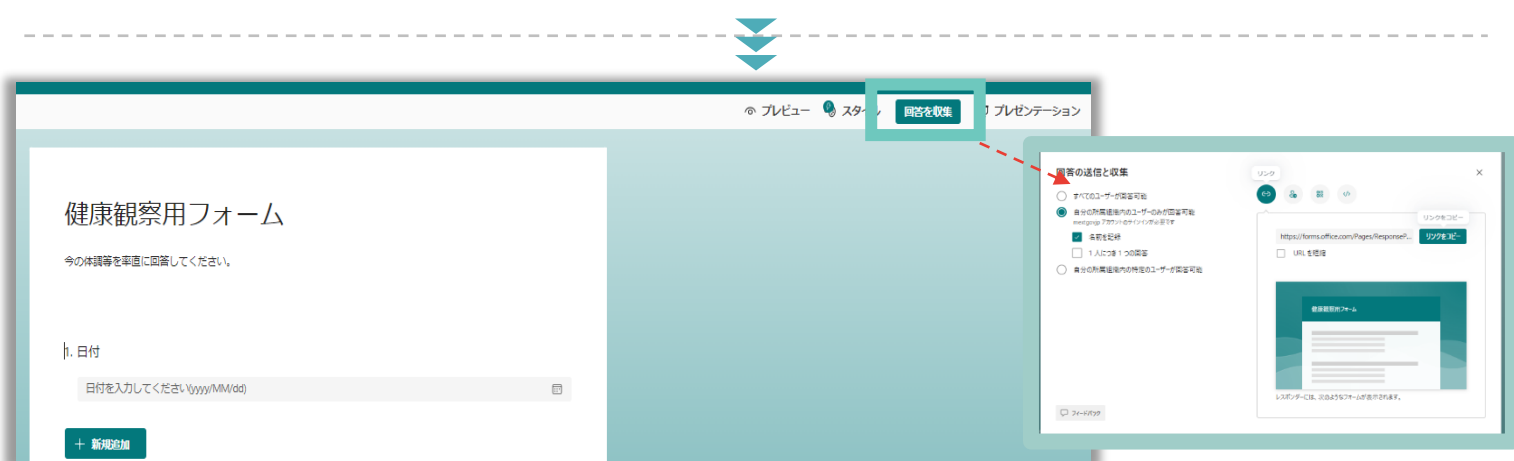 プレビュー
スタイル
回答を収集
プレゼンテーション
健康観察用フォーム
今の体調等を率直に回答してください。
1. 日付
日付を入力してください(yyyy/MM/dd)
新規追加
回答の送信と収集
すべてのユーザーが回答可能
自分の所属組織内のユーザーのみが回答可能
名前を記録
1 人につき 1 つの回答
自分の所属組織内の特定のユーザーが回答可能
フィードバック
リンク
リンクをコピー
https://forms.office.com/Pages/ResponseP...
リンクをコピー
URL を短縮
健康観察用フォーム
レスポンダーには、次のようなフォームが表示されます。